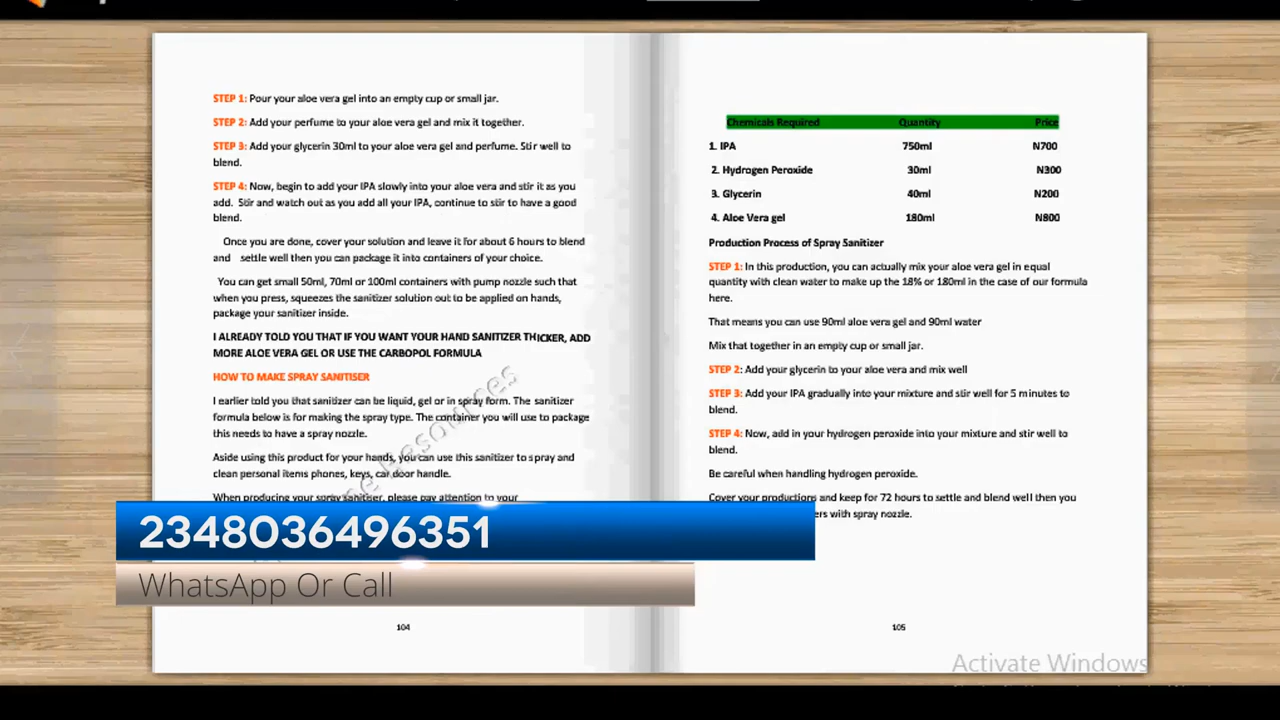 STEP 1: Pour your aloe vera gel into an empty cup or small jar.
STEP 2: Add your perfume to your aloe vera gel and mix it together.
STEP 3: Add your glycerin 30ml to your aloe vera gel and perfume. Stir well to
blend.
STEP 4: Now, begin to add your IPA slowly into your aloe vera and stir it as you
add. Stir and watch out as you add all your IPA, continue to stir to have a good
blend.
Once you are done, cover your solution and leave it for about 6 hours to blend
and settle well then you can package it into containers of your choice.
You can get small 50ml, 70ml or 100ml containers with pump nozzle such that
when you press, squeezes the sanitizer solution out to be applied on hands,
package your sanitizer inside.
I ALREADY TOLD YOU THAT IF YOU WANT YOUR HAND SANITIZER THICKER, ADD
MORE ALOE VERA GEL OR USE THE CARBOPOL FORMULA
HOW TO MAKE SPRAY SANITISER
I earlier told you that sanitizer can be liquid, gel or in spray form. The sanitizer
formula below is for making the spray type. The container you will use to package
this needs to have a spray nozzle.
Aside using this product for your hands, you can use this sanitizer to spray and
clean personal items phones, keys, car door handle.
When producing your spray sanitiser, please pay attention to your
Resources
104
Chemicals Required Quantity Price
1. IPA 750ml N700
2. Hydrogen Peroxide 30ml N300
3. Glycerin 40ml N200
4. Aloe Vera gel 180ml N800
Production Process of Spray Sanitizer
STEP 1: In this production, you can actually mix your aloe vera gel in equal
quantity with clean water to make up the 18% or 180ml in the case of our formula
here.
That means you can use 90ml aloe vera gel and 90ml water
Mix that together in an empty cup or small jar.
STEP 2: Add your glycerin to your aloe vera and mix well
STEP 3: Add your IPA gradually into your mixture and stir well for 5 minutes to
blend.
STEP 4: Now, add in your hydrogen peroxide into your mixture and stir well to
blend.
Be careful when handling hydrogen peroxide.
Cover your productions and keep for 72 hours to settle and blend well then you
with spray nozzle.
105
2348036496351
WhatsApp Or Call
Activate Windows